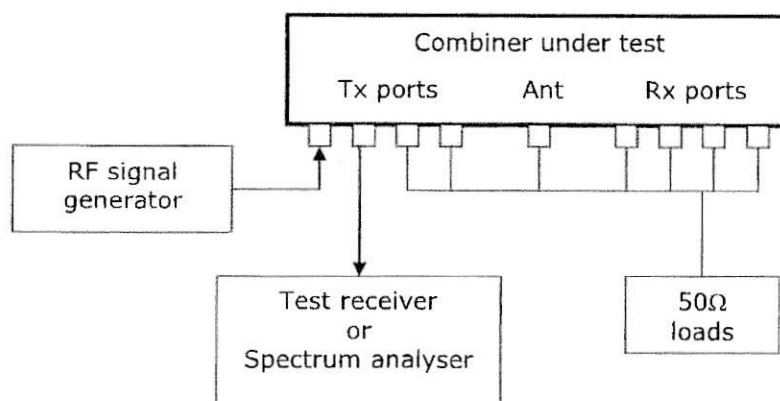 Combiner under test
Tx ports Ant Rx ports
RF signal
generator
Test receiver
or
Spectrum analyser
50Ω
loads